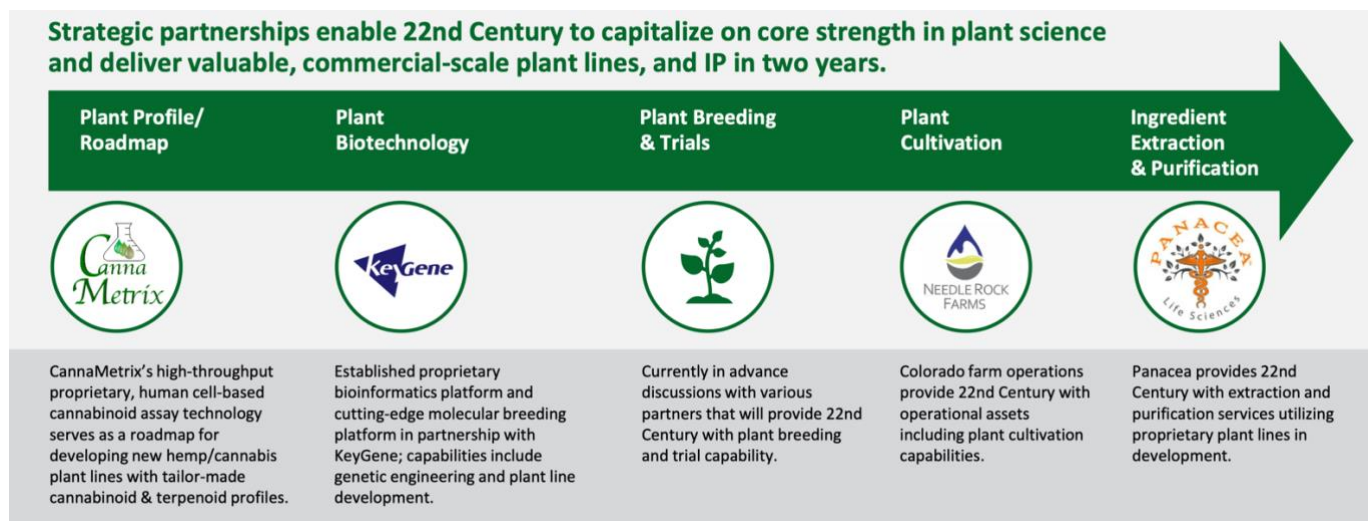 Strategic partnerships enable 22nd Century to capitalize on core strength in plant science
and deliver valuable, commercial-scale plant lines, and IP in two years.
Plant Profile/
Roadmap
Plant
Biotechnology
Plant Breeding
& Trials
Plant
Cultivation
Ingredient
Extraction
& Purification
Canna
Metrix
KeyGene
NEEDLE ROCK
FARMS
PANACEA
Life Sciences
CannaMetrix’s high-throughput
proprietary, human cell-based
cannabinoid assay technology
serves as a roadmap for
developing new hemp/cannabis
plant lines with tailor-made
cannabinoid & terpenoid profiles.
Established proprietary
bioinformatics platform and
cutting-edge molecular breeding
platform in partnership with
KeyGene; capabilities include
genetic engineering and plant line
development.
Currently in advance
discussions with various
partners that will provide 22nd
Century with plant breeding
and trial capability.
Colorado farm operations
provide 22nd Century with
operational assets
including plant cultivation
capabilities.
Panacea provides 22nd
Century with extraction and
purification services utilizing
proprietary plant lines in
development.